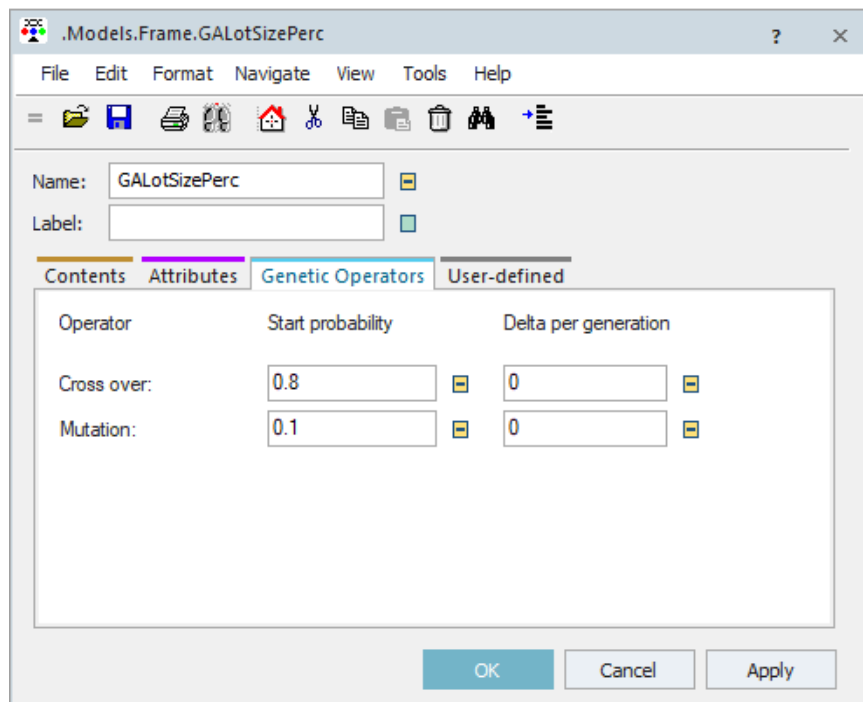 .Models.Frame.GALotSizePerc ?
File Edit Format Navigate View Tools Help
Name: GALotSizePerc
Label:
Contents Attributes Genetic Operators User-defined
Operator Start probability Delta per generation
Cross over: 0.8 0
Mutation: 0.1 0
OK Cancel Apply